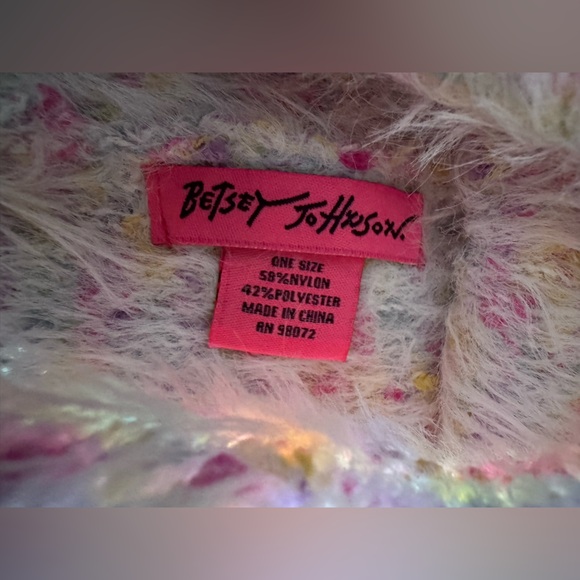 BETSEY JOHNSON.
ONE SIZE
58%NYLON
42%POLYESTER
MADE IN CHINA
RN 98072